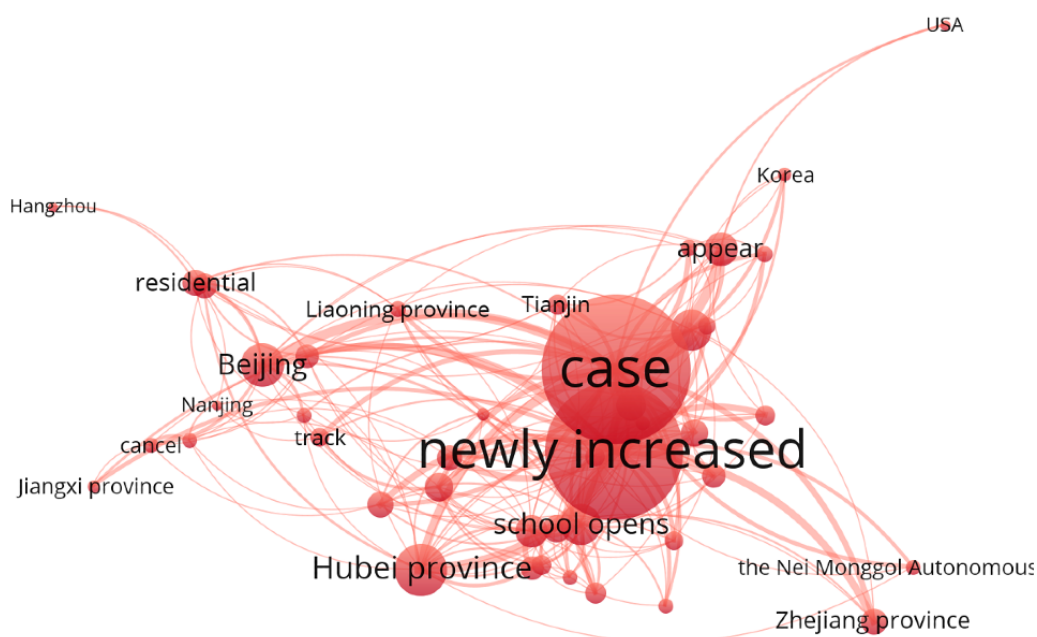 USA
Korea
Hangzhou
appear
residential
Liaoning province
Tianjin
Beijing
case
Nanjing
cancel
track
newly increased
Jiangxi province
school opens
Hubei province
the Nei Monggol Autonomous
Zhejiang province